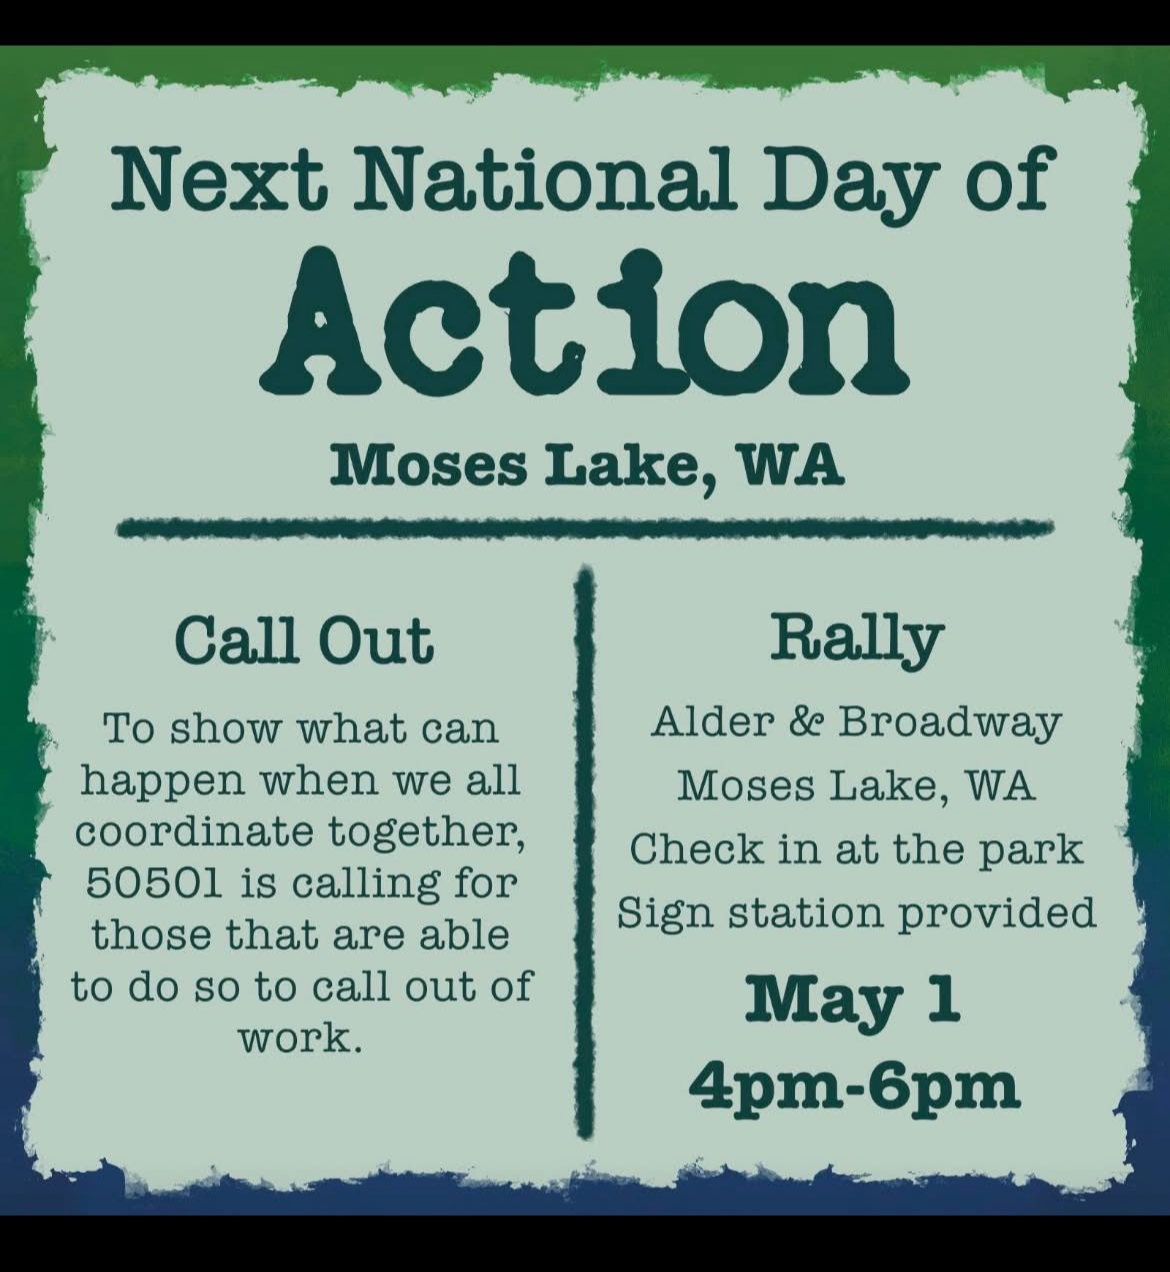 Next National Day of
Action
Moses Lake, WA
Call Out
To show what can
happen when we all
coordinate together,
50501 is calling for
those that are able
to do so to call out of
work.
Rally
Alder & Broadway
Moses Lake, WA
Check in at the park
Sign station provided
May 1
4pm-6pm